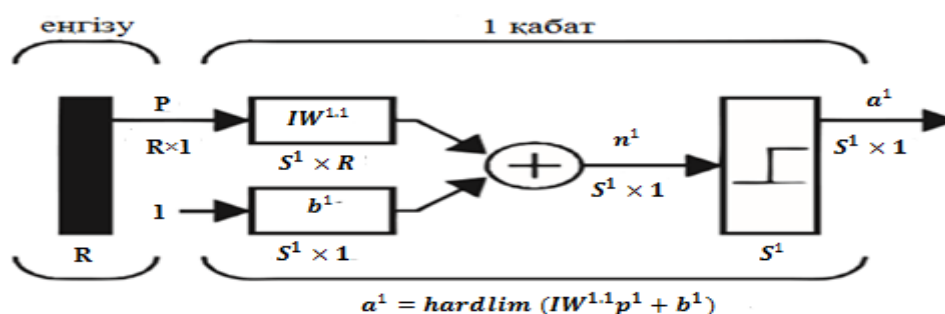 еңгізу
1 қабат
P
R×1
IW¹·¹
S¹ × R
1
b¹
S¹ × 1
R
n¹
S¹ × 1
S¹
a¹
S¹ × 1
a¹ = hardlim (IW¹·¹p¹ + b¹)